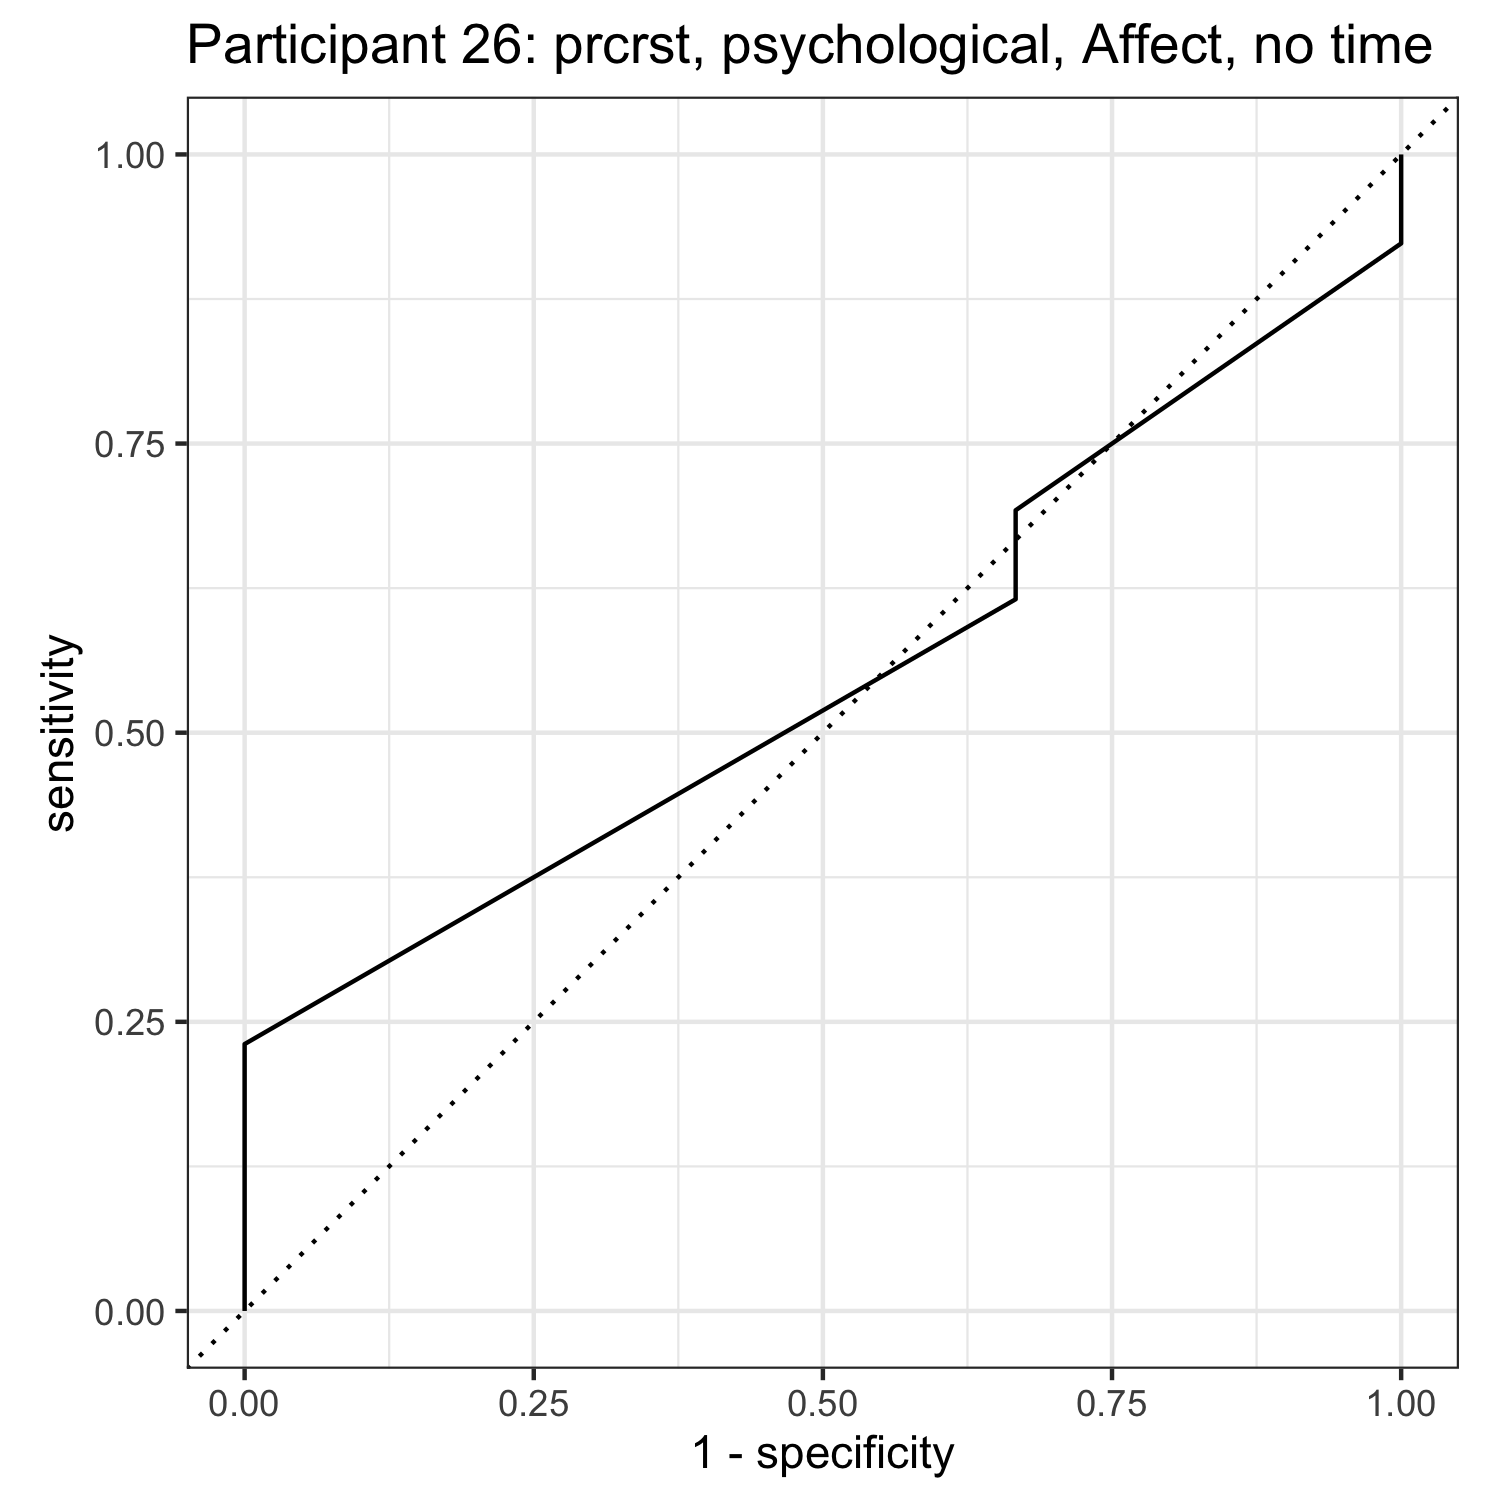 Participant 26: prcrst, psychological, Affect, no time
1.00
0.75
0.50
0.25
0.00
sensitivity
0.00 0.25 0.50 0.75 1.00
1 - specificity